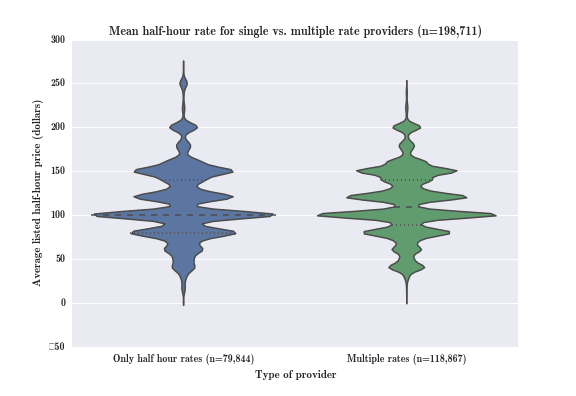 Mean half-hour rate for single vs. multiple rate providers (n=198,711)
300
250
200
150
100
50
0
□50
Average listed half-hour price (dollars)
Only half hour rates (n=79,844)
Multiple rates (n=118,867)
Type of provider